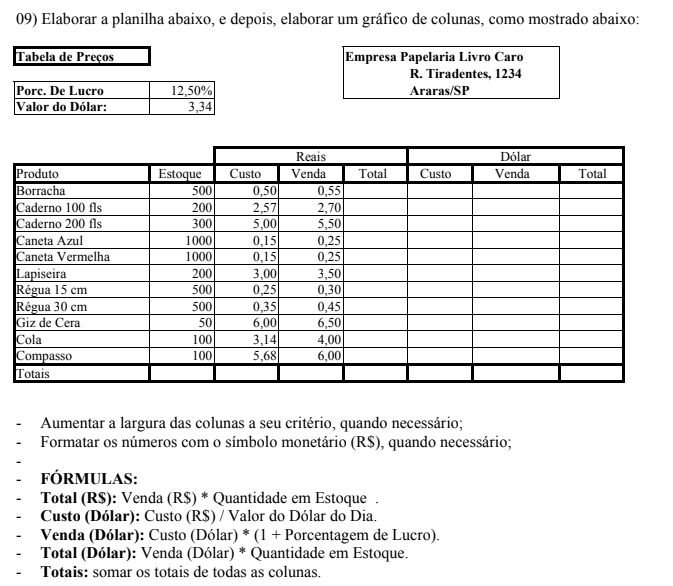 09) Elaborar a planilha abaixo, e depois, elaborar um gráfico de colunas, como mostrado abaixo:
Tabela de Preços
Empresa Papelaria Livro Caro
R. Tiradentes, 1234
Araras/SP
Porc. De Lucro 12,50%
Valor do Dólar: 3,34
Reais Dólar
Produto Estoque Custo Venda Total Custo Venda Total
Borracha 500 0,50 0,55
Caderno 100 fls 200 2,57 2,70
Caderno 200 fls 300 5,00 5,50
Caneta Azul 1000 0,15 0,25
Caneta Vermelha 1000 0,15 0,25
Lapiseira 200 3,00 3,50
Régua 15 cm 500 0,25 0,30
Régua 30 cm 500 0,35 0,45
Giz de Cera 50 6,00 6,50
Cola 100 3,14 4,00
Compasso 100 5,68 6,00
Totais
- Aumentar a largura das colunas a seu critério, quando necessário;
- Formatar os números com o símbolo monetário (R$), quando necessário;
-
- FÓRMULAS:
- Total (R$): Venda (R$) * Quantidade em Estoque .
- Custo (Dólar): Custo (R$) / Valor do Dólar do Dia.
- Venda (Dólar): Custo (Dólar) * (1 + Porcentagem de Lucro).
- Total (Dólar): Venda (Dólar) * Quantidade em Estoque.
- Totais: somar os totais de todas as colunas.